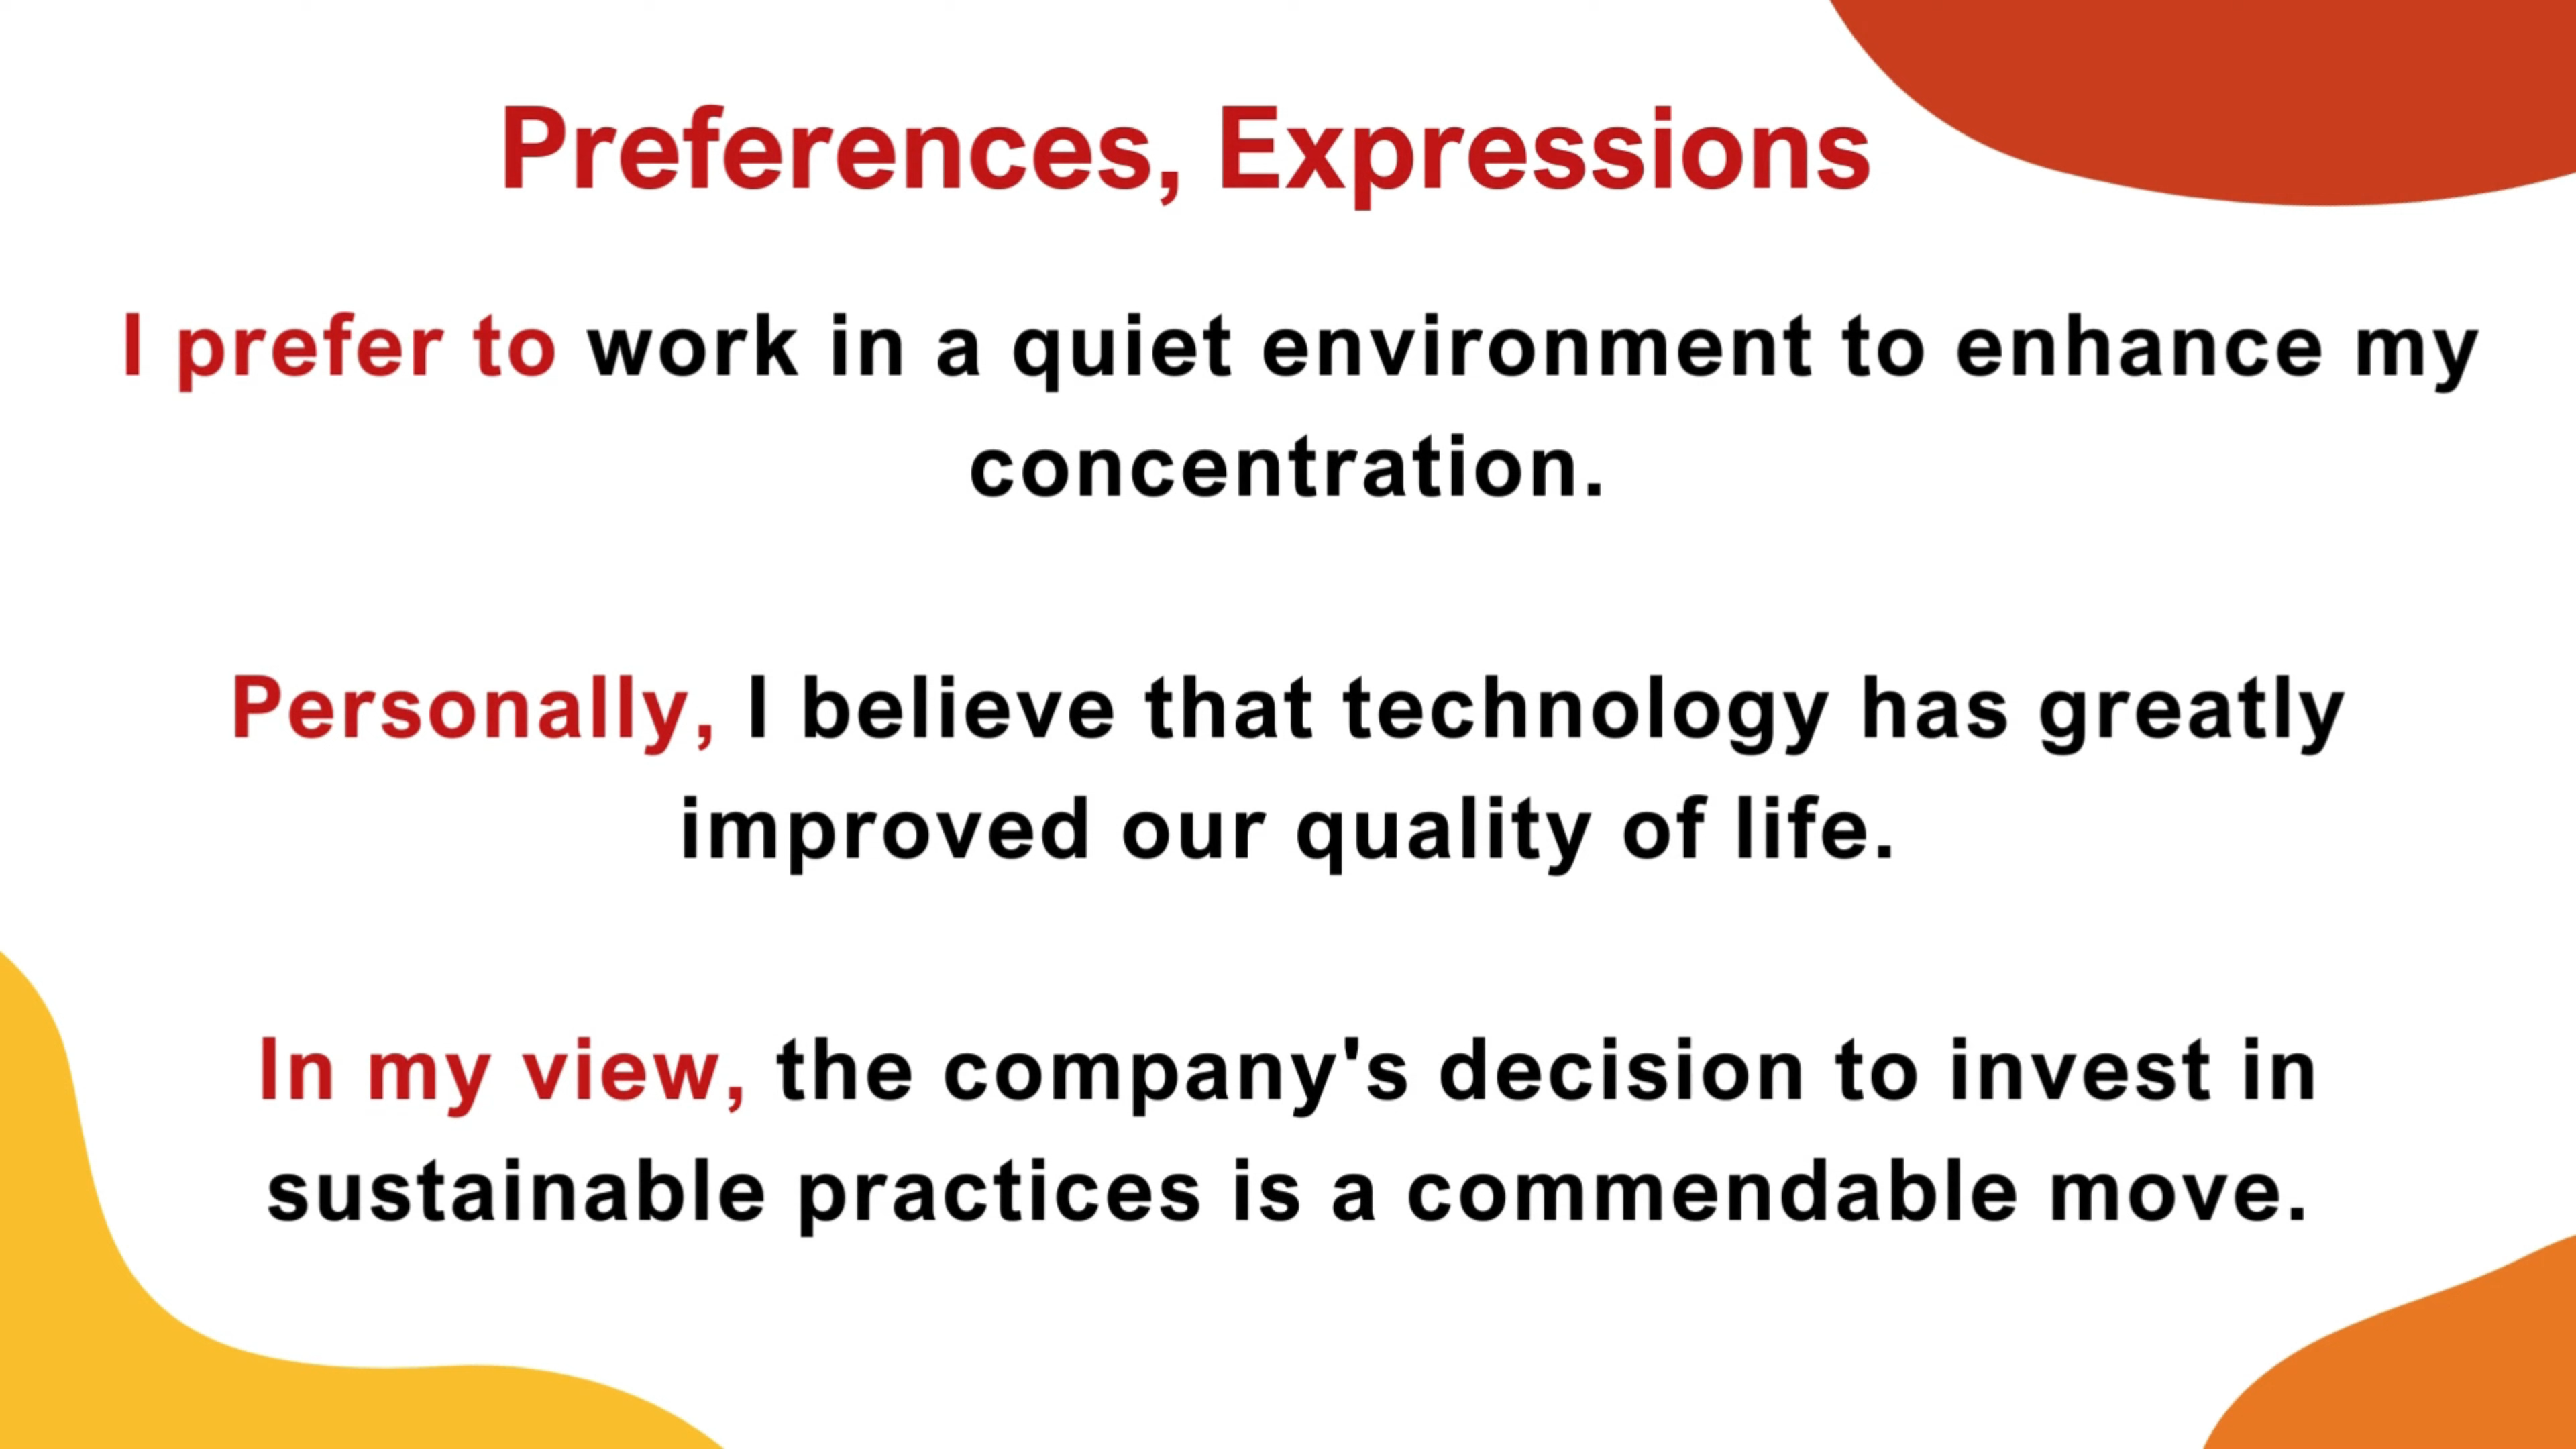 Preferences, Expressions
I prefer to work in a quiet environment to enhance my
concentration.
Personally, I believe that technology has greatly
improved our quality of life.
In my view, the company's decision to invest in
sustainable practices is a commendable move.